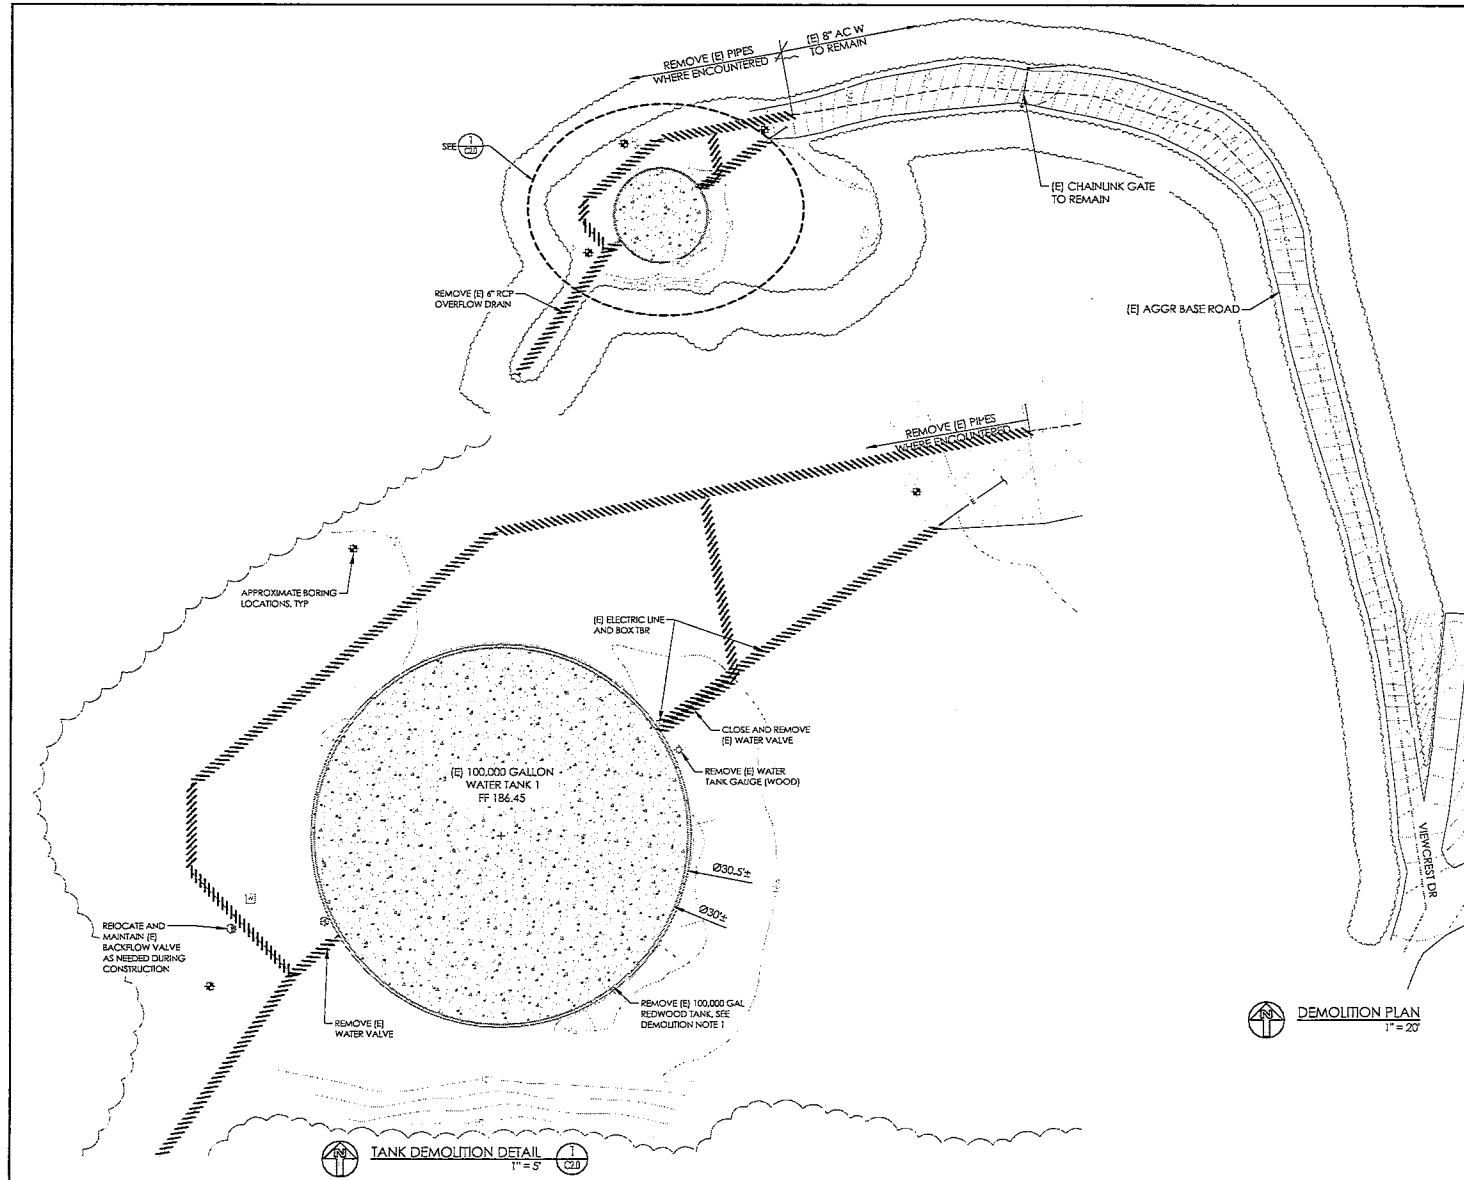 REMOVE (E) PIPES
WHERE ENCOUNTERED
(E) 8" AC W
TO REMAIN
SEE 1
C2.0
(E) CHAINLINK GATE
TO REMAIN
REMOVE (E) 6" RCP
OVERFLOW DRAIN
(E) AGGR BASE ROAD
REMOVE (E) PIPES
WHERE ENCOUNTERED
APPROXIMATE BORING
LOCATIONS, TYP
(E) ELECTRIC LINE
AND BOX TBR
CLOSE AND REMOVE
(E) WATER VALVE
REMOVE (E) WATER
TANK GAUGE (WOOD)
(E) 100,000 GALLON
WATER TANK 1
FF 186.45
Ø30.5'±
Ø30'±
VIEWCREST DR
RELOCATE AND
MAINTAIN (E)
BACKFLOW VALVE
AS NEEDED DURING
CONSTRUCTION
REMOVE (E)
WATER VALVE
REMOVE (E) 100,000 GAL
REDWOOD TANK, SEE
DEMOLITION NOTE 1
N
DEMOLITION PLAN
1" = 20'
N
TANK DEMOLITION DETAIL
1" = 5'
1
C2.0